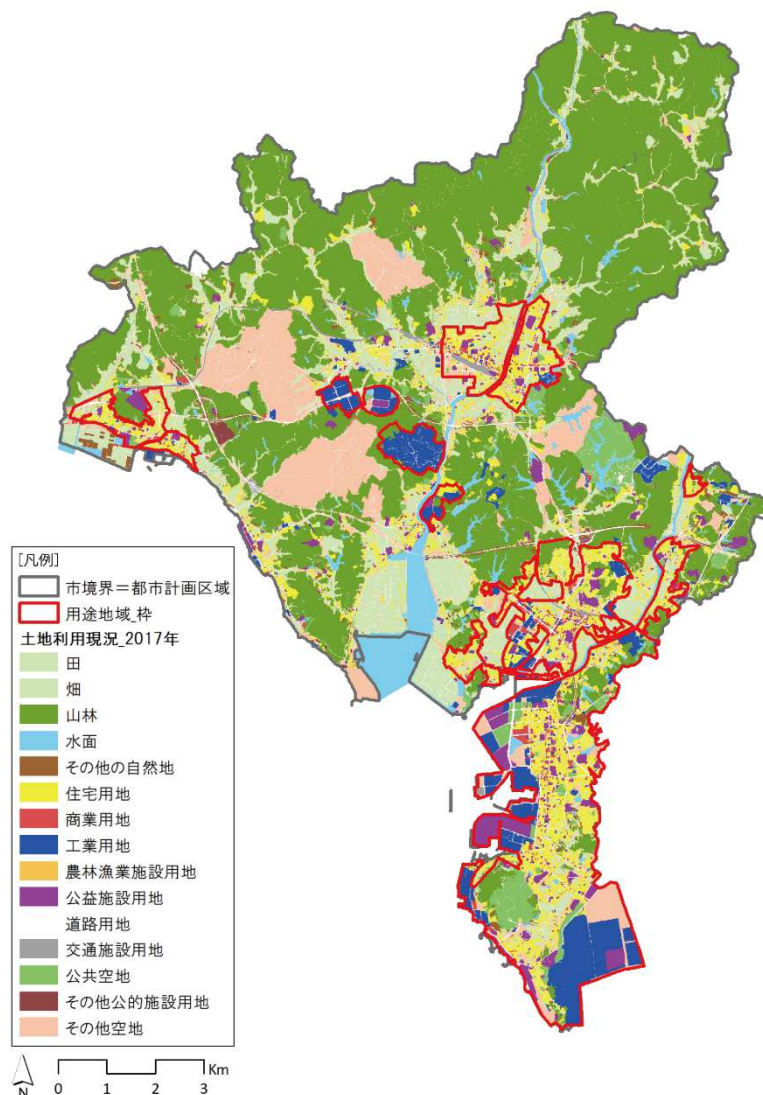 [凡例]
市境界＝都市計画区域
用途地域_枠
土地利用現況_2017年
田
畑
山林
水面
その他の自然地
住宅用地
商業用地
工業用地
農林漁業施設用地
公益施設用地
道路用地
交通施設用地
公共空地
その他公的施設用地
その他空地
N
0 1 2 3 Km